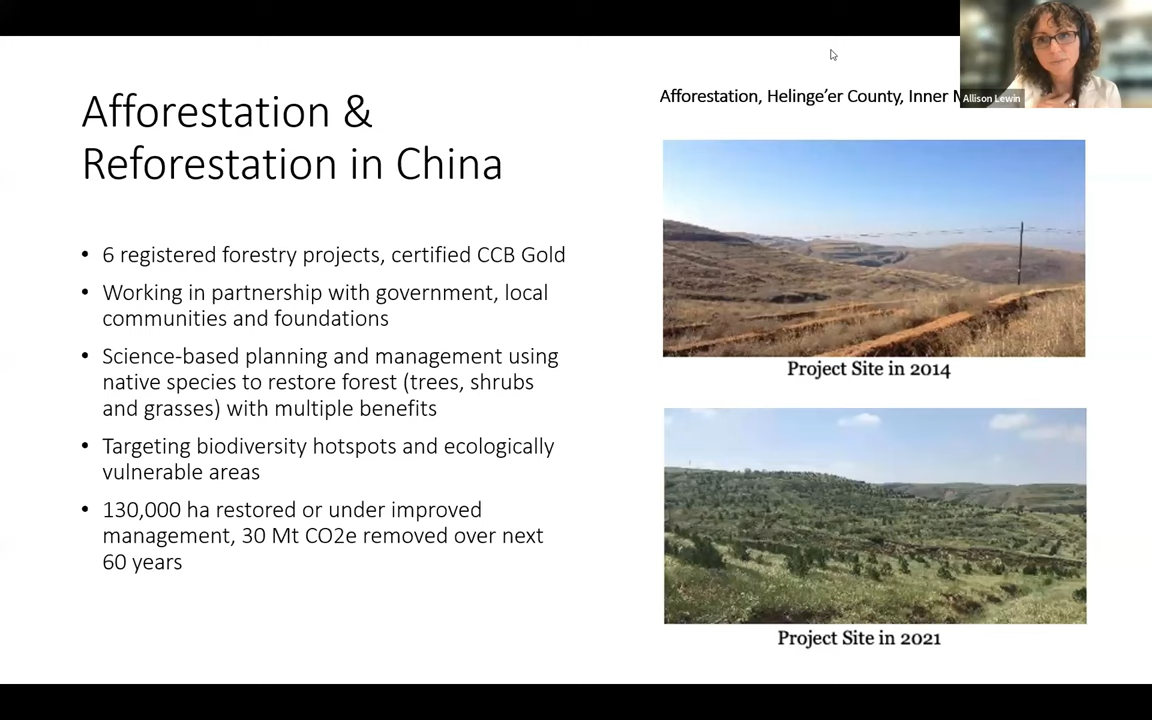 Afforestation &
Reforestation in China
• 6 registered forestry projects, certified CCB Gold
• Working in partnership with government, local
communities and foundations
• Science-based planning and management using
native species to restore forest (trees, shrubs
and grasses) with multiple benefits
• Targeting biodiversity hotspots and ecologically
vulnerable areas
• 130,000 ha restored or under improved
management, 30 Mt CO2e removed over next
60 years
Afforestation, Helinge’er County, Inner
Allison Lewin
Project Site in 2014
Project Site in 2021